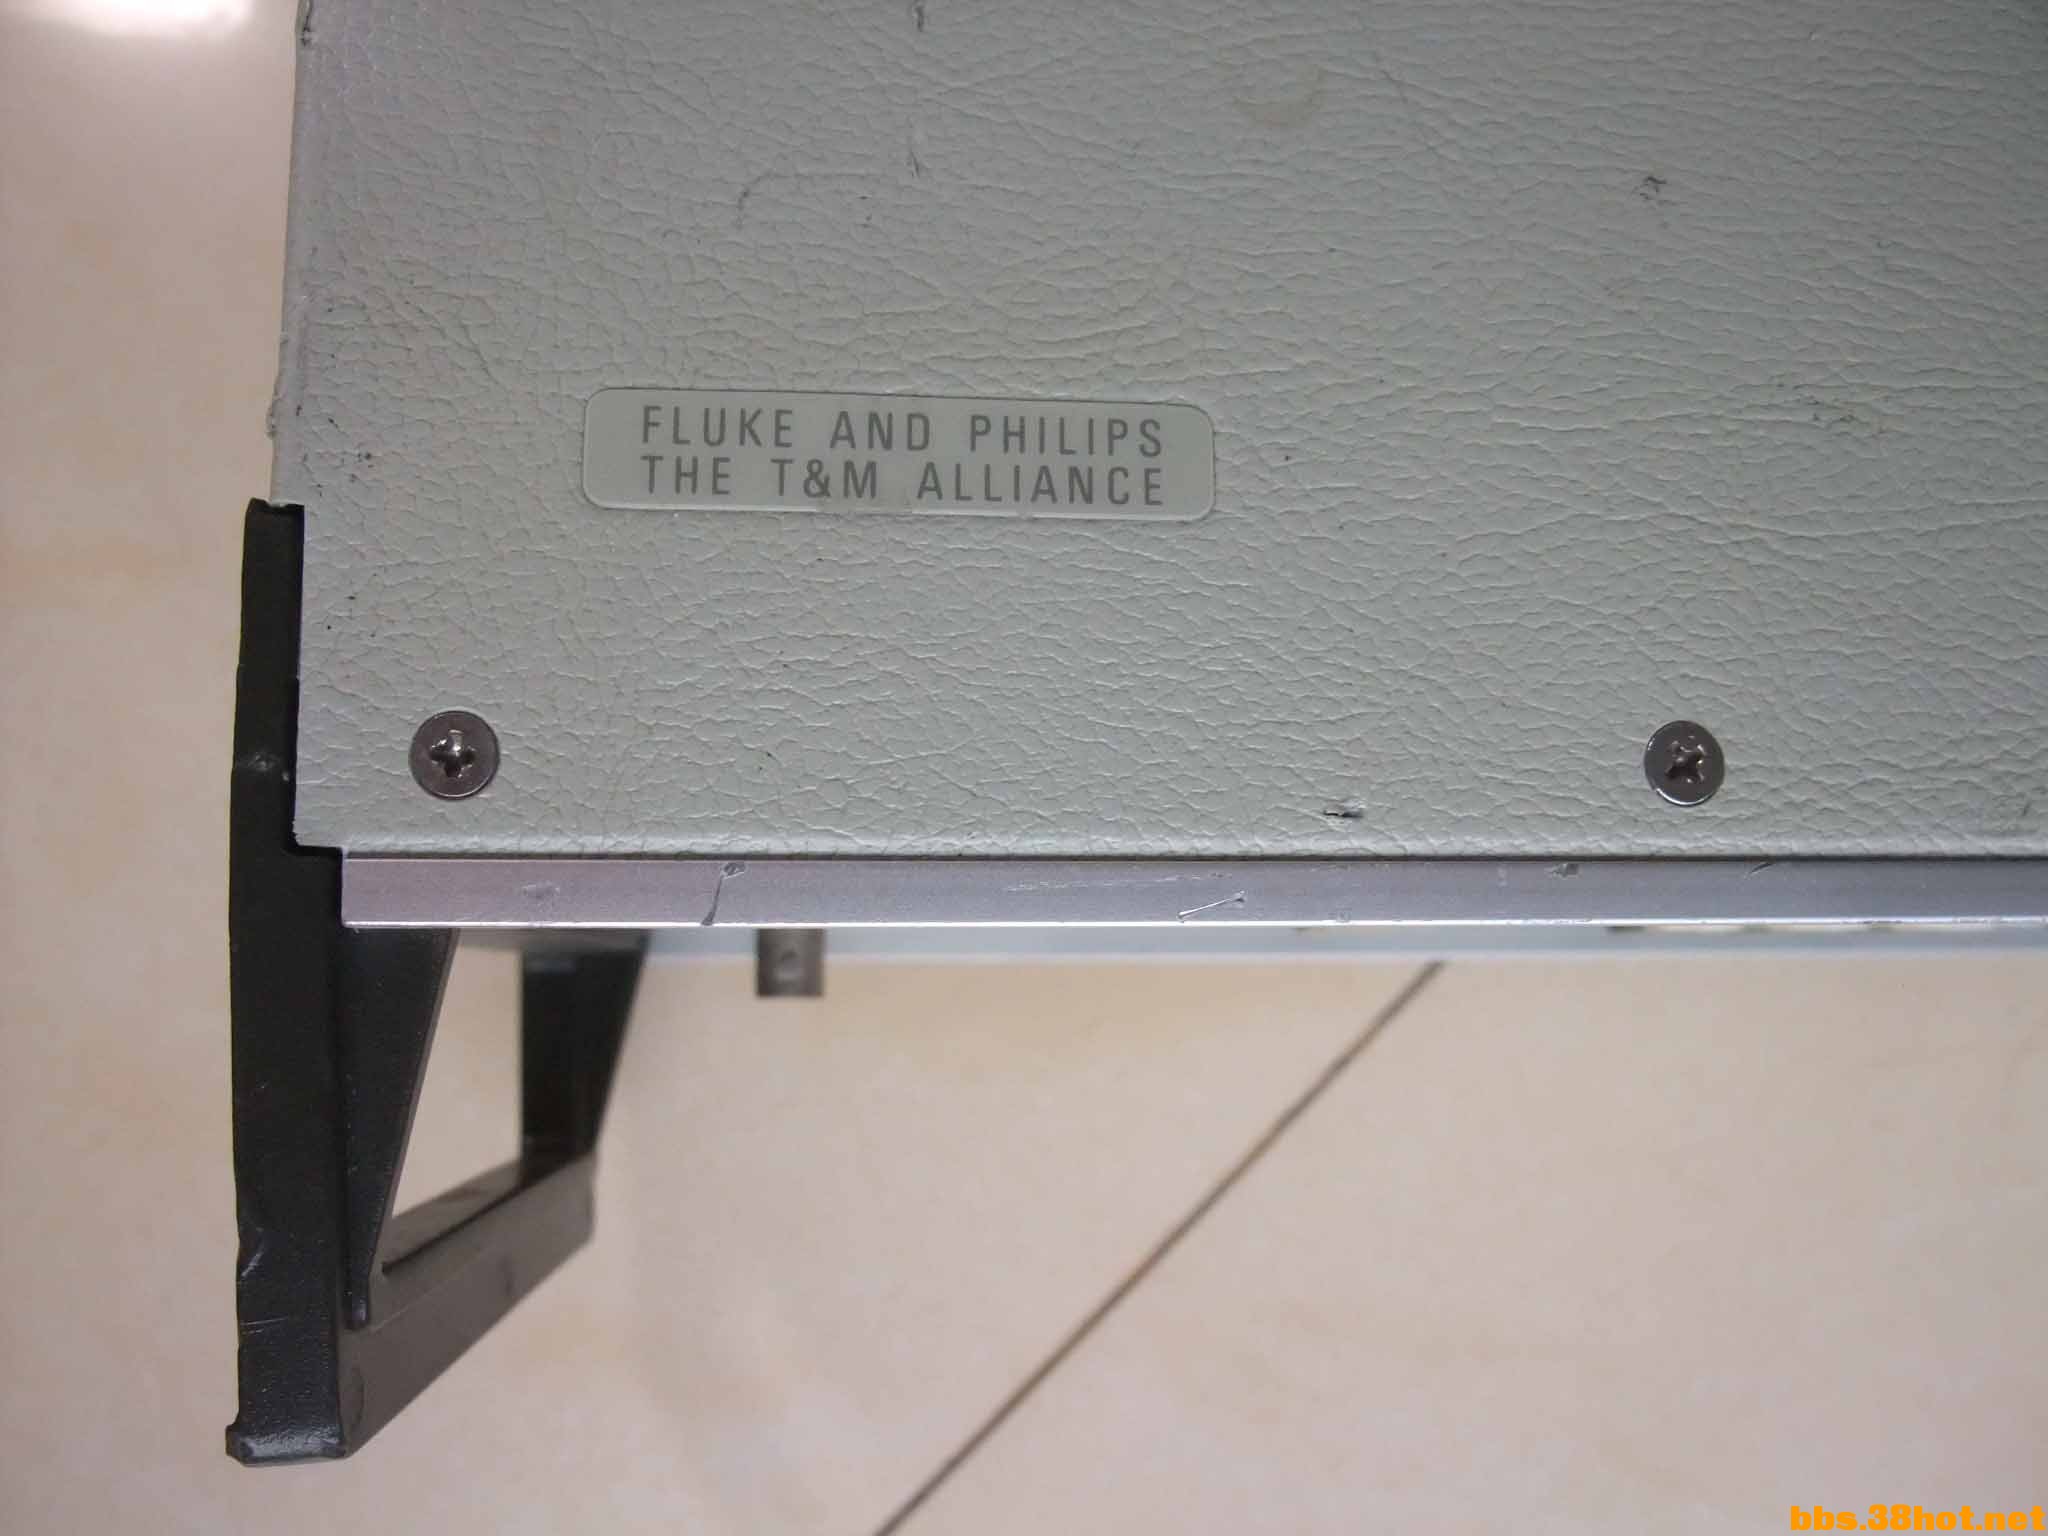 FLUKE AND PHILIPS
THE T&M ALLIANCE
bbs.38hot.net